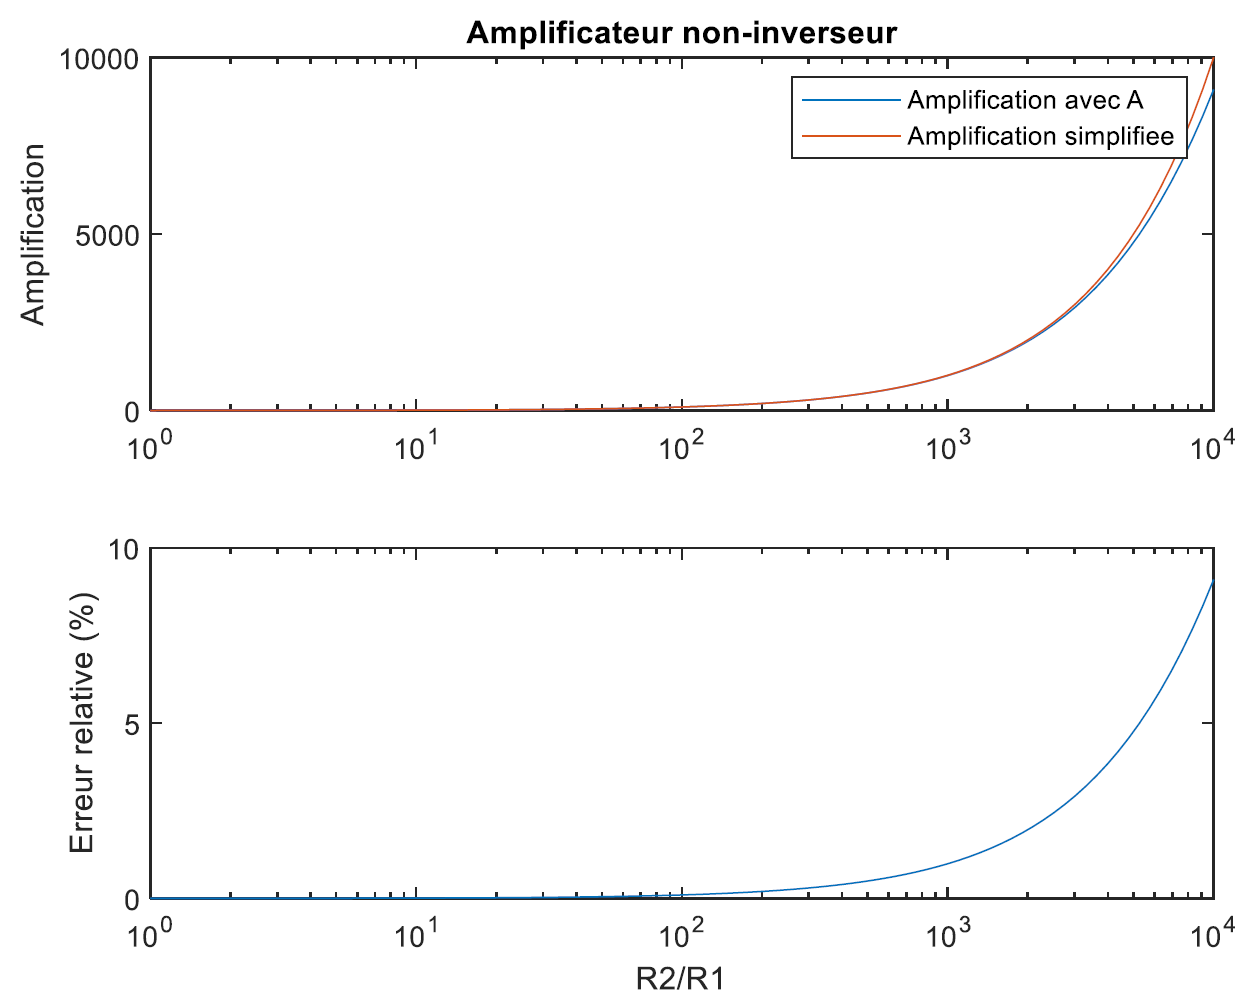 Amplificateur non-inverseur
10000
5000
0
Amplification
Amplification avec A
Amplification simplifiee
10^0 10^1 10^2 10^3 10^4
10
5
0
Erreur relative (%)
10^0 10^1 10^2 10^3 10^4
R2/R1